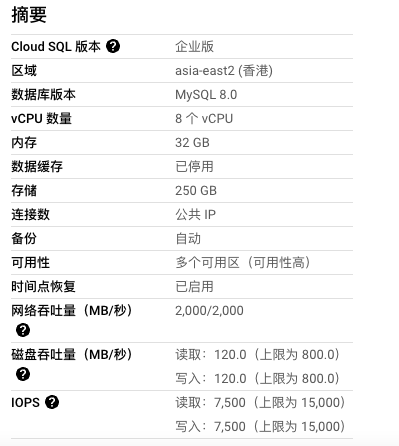 摘要
Cloud SQL 版本 企业版
区域 asia-east2 (香港)
数据库版本 MySQL 8.0
vCPU 数量 8 个 vCPU
内存 32 GB
数据缓存 已停用
存储 250 GB
连接数 公共 IP
备份 自动
可用性 多个可用区（可用性高）
时间点恢复 已启用
网络吞吐量（MB/秒） 2,000/2,000
磁盘吞吐量（MB/秒） 读取：120.0（上限为 800.0）
写入：120.0（上限为 800.0）
IOPS 读取：7,500（上限为 15,000）
写入：7,500（上限为 15,000）